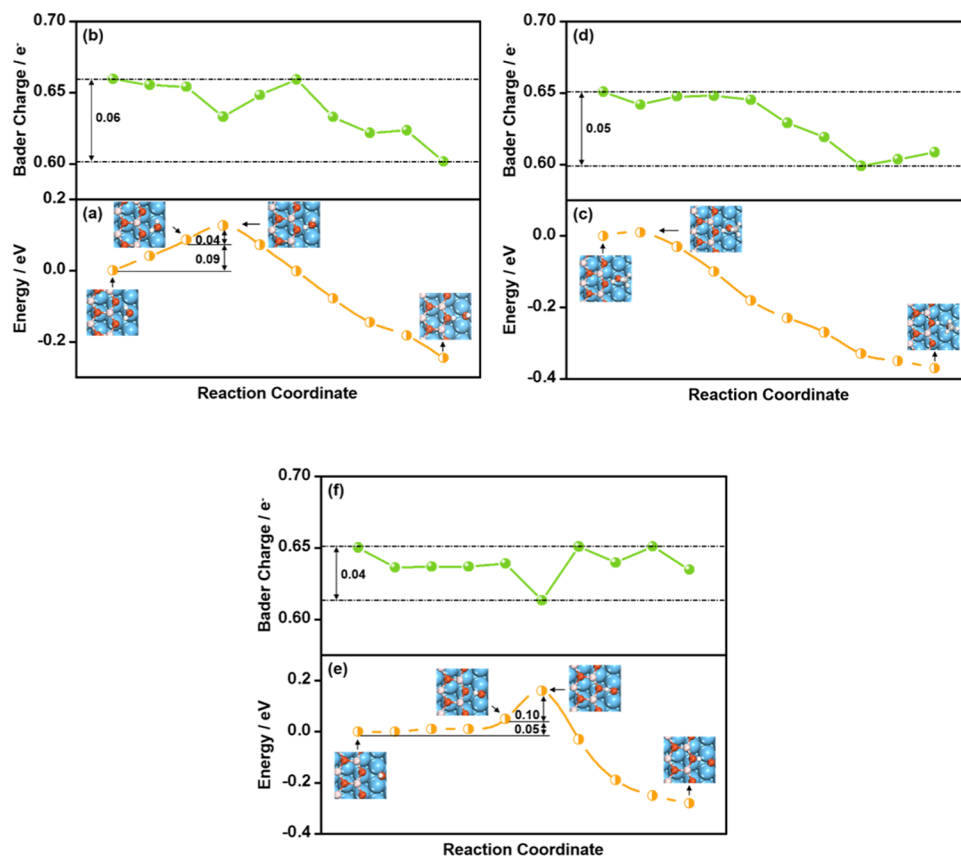 (b)
Bader Charge / e-
0.70
0.65
0.60
0.06
(a)
Energy / eV
0.2
0.0
-0.2
0.04
0.09
Reaction Coordinate
(d)
Bader Charge / e-
0.70
0.65
0.60
0.05
(c)
Energy / eV
0.0
-0.2
-0.4
Reaction Coordinate
(f)
Bader Charge / e-
0.70
0.65
0.60
0.04
(e)
Energy / eV
0.2
0.0
-0.2
-0.4
0.10
0.05
Reaction Coordinate